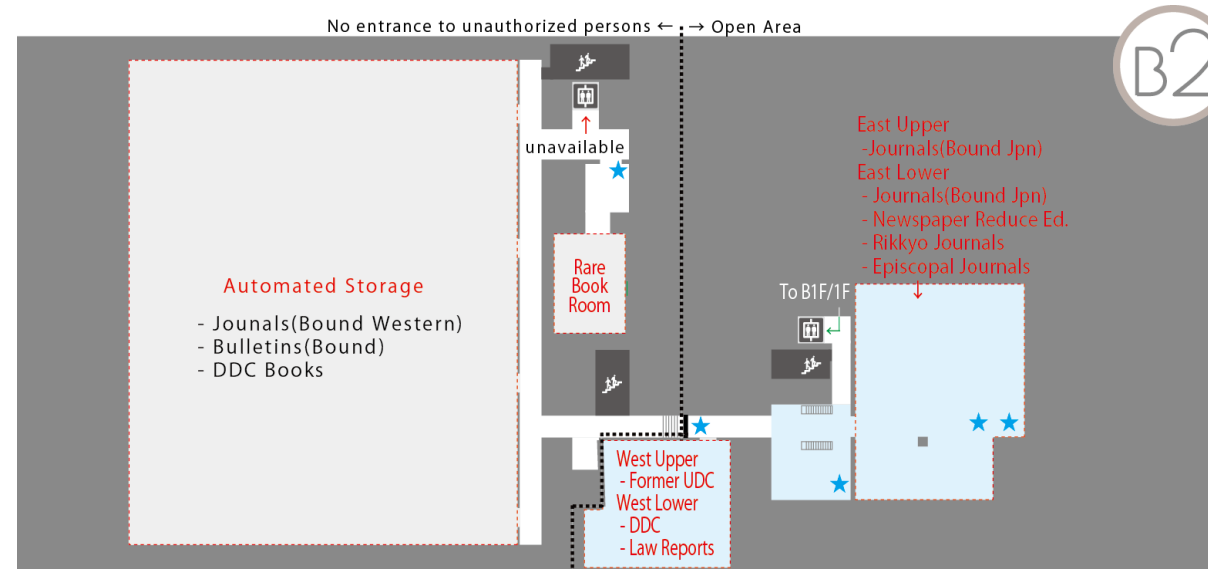 No entrance to unauthorized persons ← → Open Area
B2
unavailable
East Upper
-Journals(Bound Jpn)
East Lower
- Journals(Bound Jpn)
- Newspaper Reduce Ed.
- Rikkyo Journals
- Episcopal Journals
Automated Storage
- Jounals(Bound Western)
- Bulletins(Bound)
- DDC Books
Rare
Book
Room
To B1F/1F
West Upper
- Former UDC
West Lower
- DDC
- Law Reports